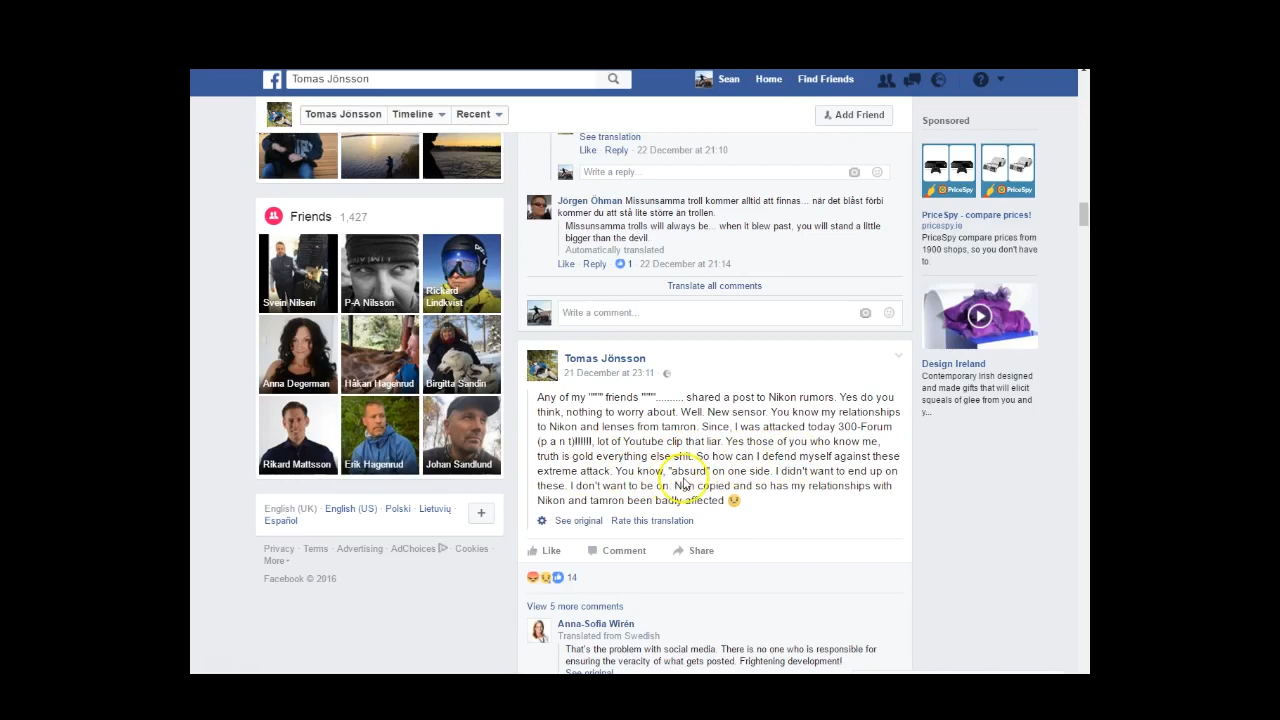 Tomas Jönsson
Sean Home Find Friends
Tomas Jönsson Timeline Recent
Add Friend
Friends 1,427
Svein Nilsen
P-A Nilsson
Rickard
Lindkvist
Anna Degerman
Håkan Hagenrud
Birgitta Sandin
Rikard Mattsson
Erik Hagenrud
Johan Sandlund
English (UK) · English (US) · Polski · Lietuvių ·
Español
Privacy · Terms · Advertising · AdChoices · Cookies ·
More
Facebook © 2016
See translation
Like · Reply · 22 December at 21:10
Write a reply...
Jörgen Öhman Missunsamma troll kommer alltid att finnas... når det blåst förbi
kommer du att stå lite större än trollen.
Missunsamma trolls will always be... when it blew past, you will stand a little
bigger than the devil.
Automatically translated
Like · Reply · 1 · 22 December at 21:14
Translate all comments
Write a comment...
Tomas Jönsson
21 December at 23:11 ·
Any of my """" friends """".......... shared a post to Nikon rumors. Yes do you
think, nothing to worry about. Well. New sensor. You know my relationships
to Nikon and lenses from tamron. Since, I was attacked today 300-Forum
(p a n t)!!!!!!, lot of Youtube clip that liar. Yes those of you who know me,
truth is gold everything else shit. So how can I defend myself against these
extreme attack. You know, "absurd" on one side. I didn't want to end up on
these. I don't want to be on. copied and so has my relationships with
Nikon and tamron been badly affected
See original · Rate this translation
Like Comment Share
14
View 5 more comments
Anna-Sofia Wirén
Translated from Swedish
That's the problem with social media. There is no one who is responsible for
ensuring the veracity of what gets posted. Frightening development!
See original
Sponsored
PriceSpy
PriceSpy
PriceSpy - compare prices!
pricespy.ie
PriceSpy compare prices from
1900 shops, so you don't have
to.
Design Ireland
Contemporary Irish designed
and made gifts that will elicit
squeals of glee from you and
y...